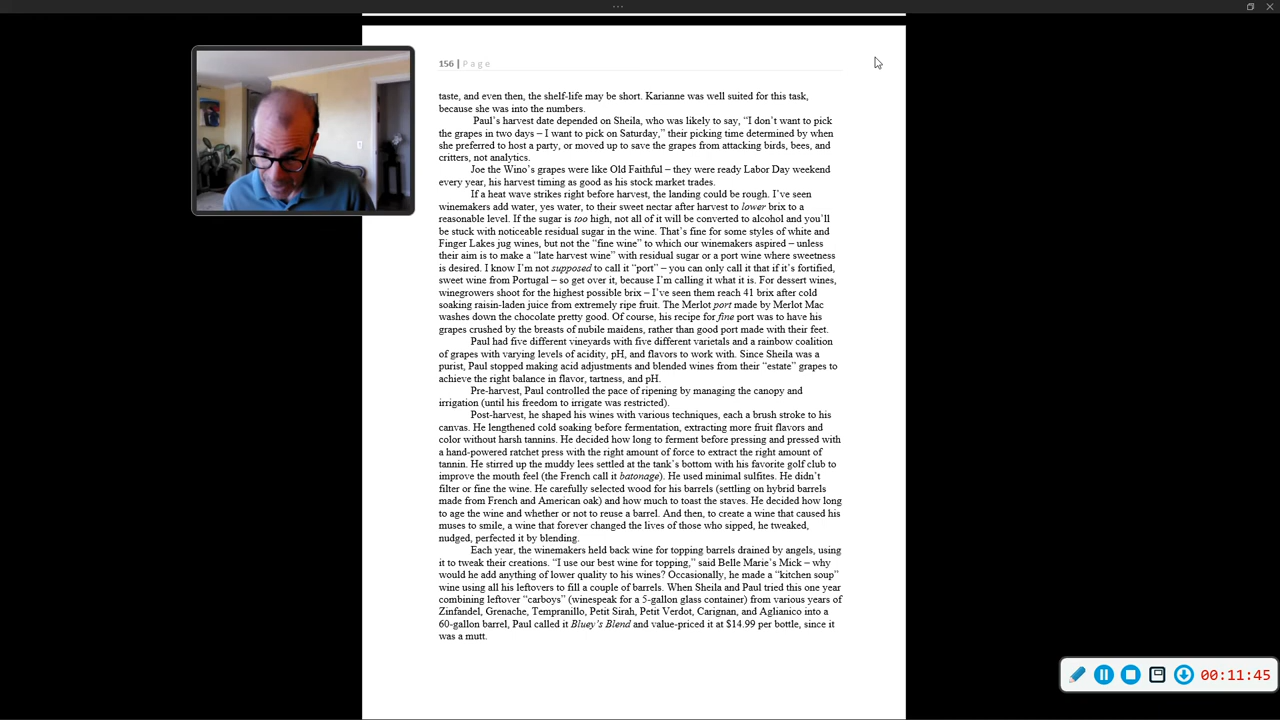 156 | Page
taste, and even then, the shelf-life may be short. Karianne was well suited for this task,
because she was into the numbers.
Paul’s harvest date depended on Sheila, who was likely to say, “I don’t want to pick
the grapes in two days – I want to pick on Saturday,” their picking time determined by when
she preferred to host a party, or moved up to save the grapes from attacking birds, bees, and
critters, not analytics.
Joe the Wino’s grapes were like Old Faithful – they were ready Labor Day weekend
every year, his harvest timing as good as his stock market trades.
If a heat wave strikes right before harvest, the landing could be rough. I’ve seen
winemakers add water, yes water, to their sweet nectar after harvest to lower brix to a
reasonable level. If the sugar is too high, not all of it will be converted to alcohol and you’ll
be stuck with noticeable residual sugar in the wine. That’s fine for some styles of white and
Finger Lakes jug wines, but not the “fine wine” to which our winemakers aspired – unless
their aim is to make a “late harvest wine” with residual sugar or a port wine where sweetness
is desired. I know I’m not supposed to call it “port” – you can only call it that if it’s fortified,
sweet wine from Portugal – so get over it, because I’m calling it what it is. For dessert wines,
winegrowers shoot for the highest possible brix – I’ve seen them reach 41 brix after cold
soaking raisin-laden juice from extremely ripe fruit. The Merlot port made by Merlot Mac
washes down the chocolate pretty good. Of course, his recipe for fine port was to have his
grapes crushed by the breasts of nubile maidens, rather than good port made with their feet.
Paul had five different vineyards with five different varietals and a rainbow coalition
of grapes with varying levels of acidity, pH, and flavors to work with. Since Sheila was a
purist, Paul stopped making acid adjustments and blended wines from their “estate” grapes to
achieve the right balance in flavor, tartness, and pH.
Pre-harvest, Paul controlled the pace of ripening by managing the canopy and
irrigation (until his freedom to irrigate was restricted).
Post-harvest, he shaped his wines with various techniques, each a brush stroke to his
canvas. He lengthened cold soaking before fermentation, extracting more fruit flavors and
color without harsh tannins. He decided how long to ferment before pressing and pressed with
a hand-powered ratchet press with the right amount of force to extract the right amount of
tannin. He stirred up the muddy lees settled at the tank’s bottom with his favorite golf club to
improve the mouth feel (the French call it batonage). He used minimal sulfites. He didn’t
filter or fine the wine. He carefully selected wood for his barrels (settling on hybrid barrels
made from French and American oak) and how much to toast the staves. He decided how long
to age the wine and whether or not to reuse a barrel. And then, to create a wine that caused his
muses to smile, a wine that forever changed the lives of those who sipped, he tweaked,
nudged, perfected it by blending.
Each year, the winemakers held back wine for topping barrels drained by angels, using
it to tweak their creations. “I use our best wine for topping,” said Belle Marie’s Mick – why
would he add anything of lower quality to his wines? Occasionally, he made a “kitchen soup”
wine using all his leftovers to fill a couple of barrels. When Sheila and Paul tried this one year
combining leftover “carboys” (winespeak for a 5-gallon glass container) from various years of
Zinfandel, Grenache, Tempranillo, Petit Sirah, Petit Verdot, Carignan, and Aglianico into a
60-gallon barrel, Paul called it Bluey’s Blend and value-priced it at $14.99 per bottle, since it
was a mutt.
00:11:45